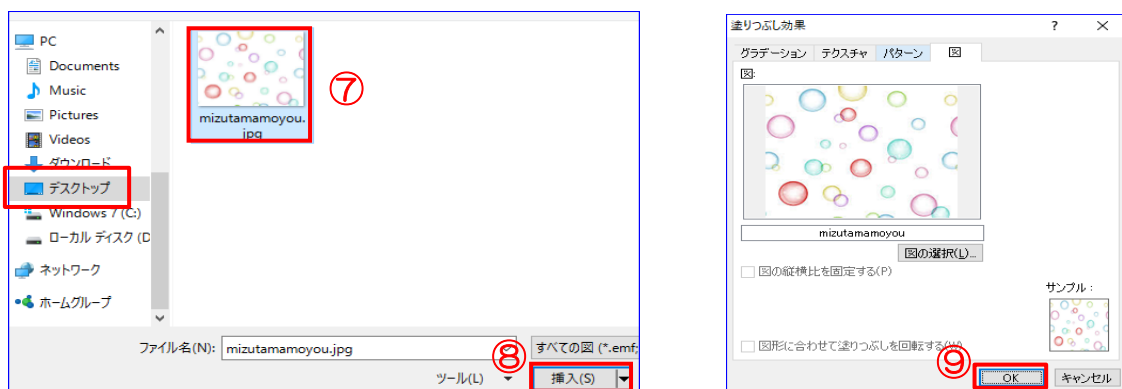 PC
Documents
Music
Pictures
Videos
ダウンロード
デスクトップ
Windows 7 (C:)
ローカル ディスク (D
ネットワーク
ホームグループ
mizutamamoyou.
jpg
⑦
ファイル名(N): mizutamamoyou.jpg
すべての図 (*.emf;
⑧
ツール(L)
挿入(S)
塗りつぶし効果 ? ×
グラデーション テクスチャ パターン 図
図:
mizutamamoyou
図の選択(L)...
図の縦横比を固定する(P)
サンプル:
図形に合わせて塗りつぶしを回転する(W)
⑨
OK キャンセル